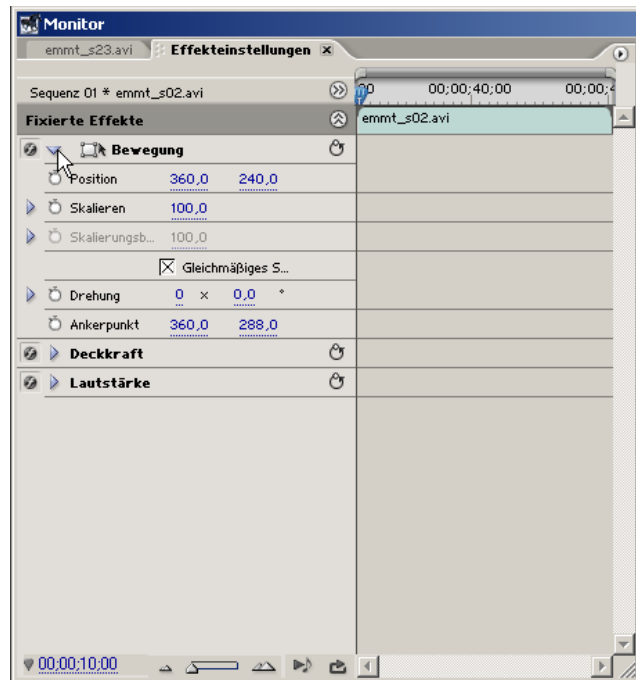 Monitor
emmt_s23.avi Effekteinstellungen
Sequenz 01 * emmt_s02.avi
00 00;00;40;00 00;00;4
Fixierte Effekte
emmt_s02.avi
Bewegung
Position 360,0 240,0
Skalieren 100,0
Skalierungsb... 100,0
Gleichmäßiges S...
Drehung 0 x 0,0 °
Ankerpunkt 360,0 288,0
Deckkraft
Lautstärke
00;00;10;00